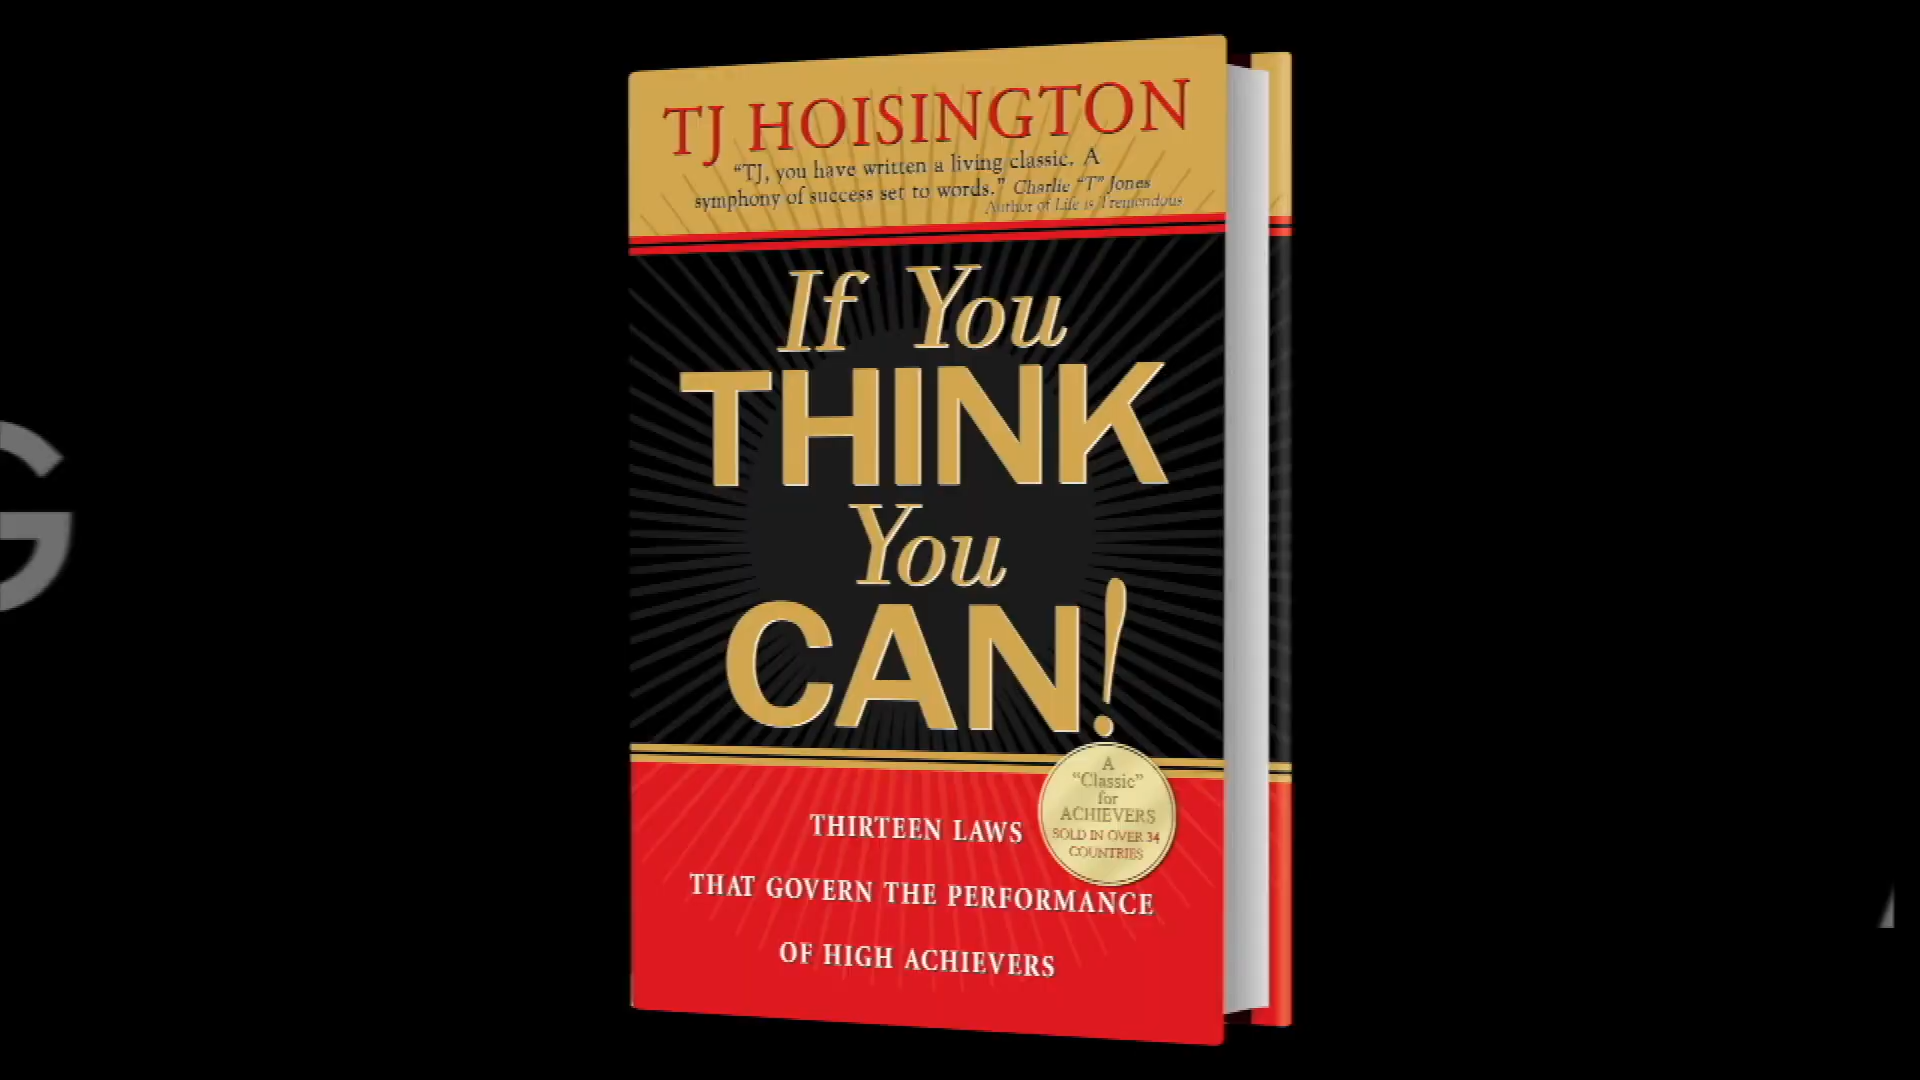 G
TJ HOISINGTON
“TJ, you have written a living classic. A
symphony of success set to words.” Charlie “T” Jones
Author of Life is Tremendous
If You
THINK
You
CAN!
A
“Classic”
for
ACHIEVERS
SOLD IN OVER 34
COUNTRIES
THIRTEEN LAWS
THAT GOVERN THE PERFORMANCE
OF HIGH ACHIEVERS